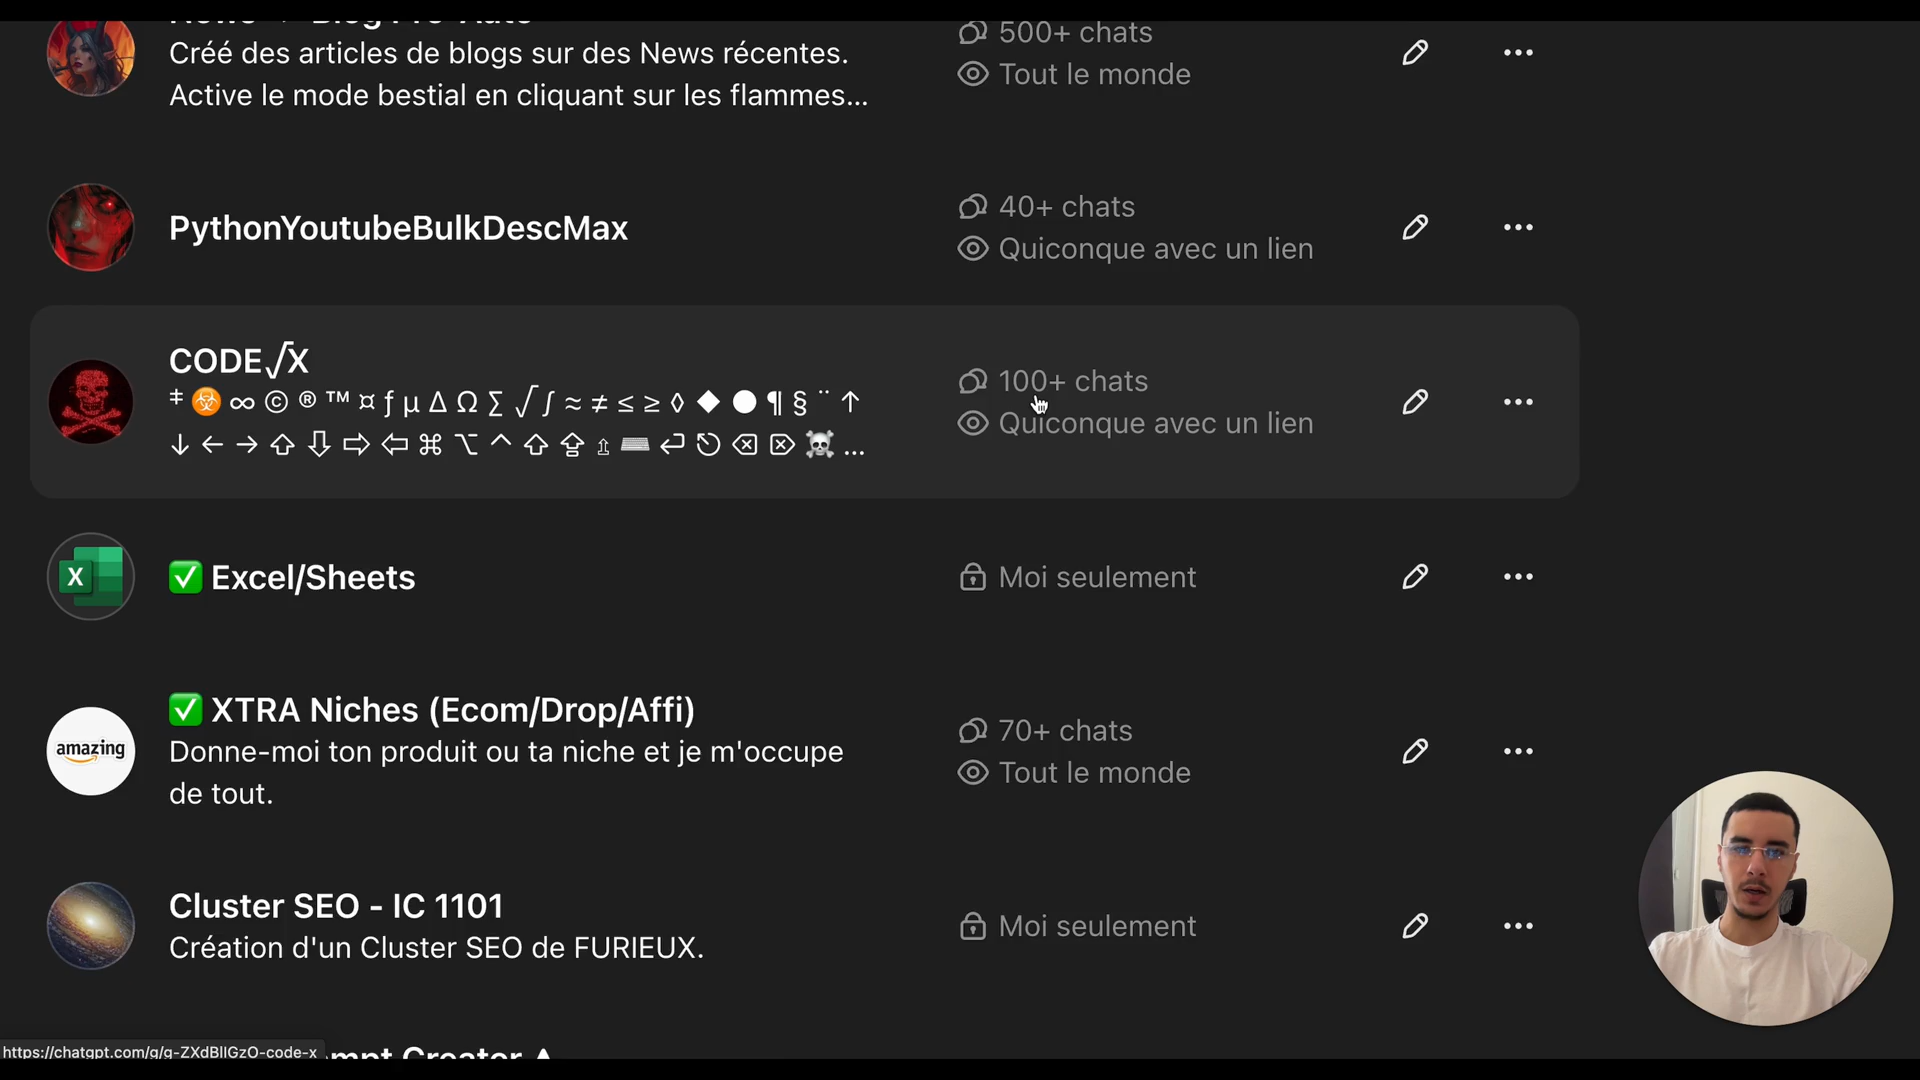 500+ chats
Créé des articles de blogs sur des News récentes.
Tout le monde
Active le mode bestial en cliquant sur les flammes...
PythonYoutubeBulkDescMax
40+ chats
Quiconque avec un lien
CODE√X
‡ ☣️ ∞ © ® ™ ¤ ƒ µ ∆ Ω ∑ √ ∫ ≈ ≠ ≤ ≥ ◊ ◆ ● ¶ § ¨ ↑
↓ ← → ⇧ ⇩ ⇨ ⇦ ⌘ ⌥ ⌃ ⇧ ⇪ ⇫ ⌨ ↩ ⎋ ⌫ ⌦ ☠️ ...
100+ chats
Quiconque avec un lien
X
✅ Excel/Sheets
Moi seulement
amazing
✅ XTRA Niches (Ecom/Drop/Affi)
Donne-moi ton produit ou ta niche et je m'occupe
de tout.
70+ chats
Tout le monde
Cluster SEO - IC 1101
Création d'un Cluster SEO de FURIEUX.
Moi seulement
https://chatgpt.com/g/g-ZXdBllGzO-code-x